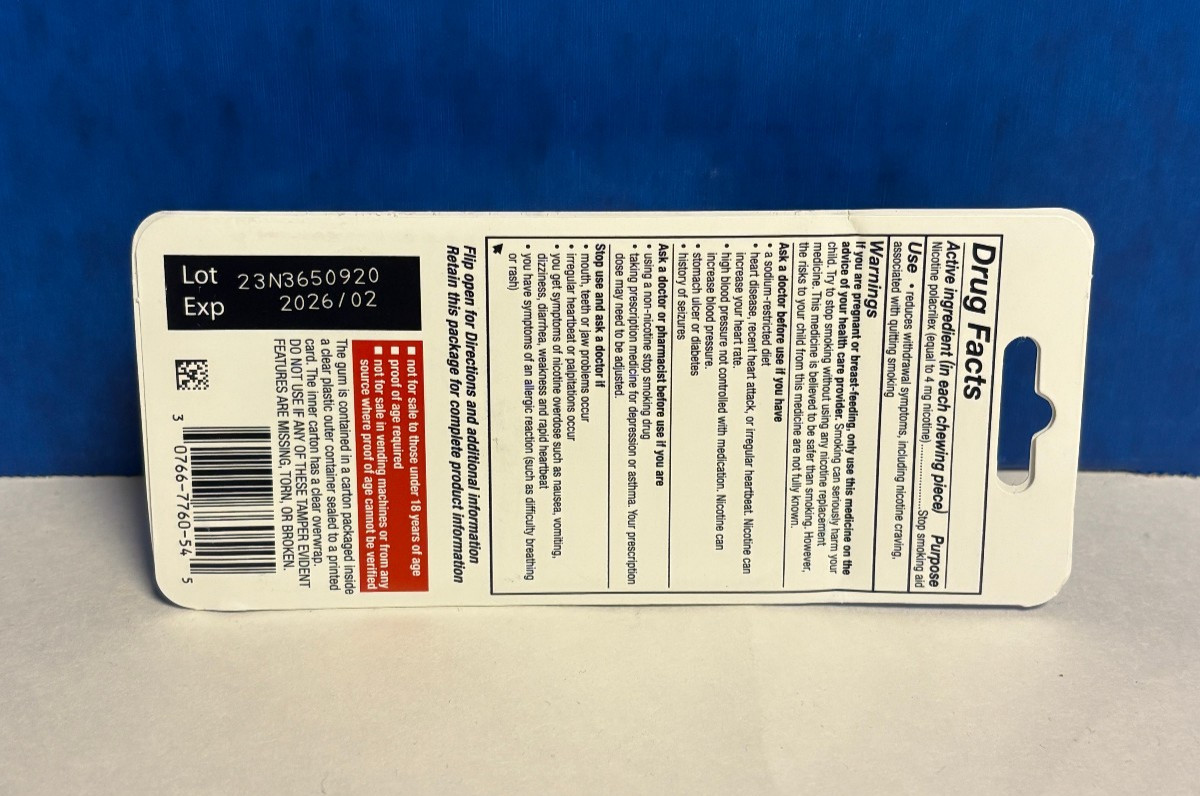 Drug Facts
Active ingredient (in each chewing piece) Purpose
Nicotine polacrilex (equal to 4 mg nicotine)..................Stop smoking aid
Use • reduces withdrawal symptoms, including nicotine craving,
associated with quitting smoking
Warnings
If you are pregnant or breast-feeding, only use this medicine on the
advice of your health care provider. Smoking can seriously harm your
child. Try to stop smoking without using any nicotine replacement
medicine. This medicine is believed to be safer than smoking. However,
the risks to your child from this medicine are not fully known.
Ask a doctor before use if you have
• a sodium-restricted diet
• heart disease, recent heart attack, or irregular heartbeat. Nicotine can
increase your heart rate.
• high blood pressure not controlled with medication. Nicotine can
increase blood pressure.
• stomach ulcer or diabetes
• history of seizures
Ask a doctor or pharmacist before use if you are
• using a non-nicotine stop smoking drug
• taking prescription medicine for depression or asthma. Your prescription
dose may need to be adjusted.
Stop use and ask a doctor if
• mouth, teeth or jaw problems occur
• irregular heartbeat or palpitations occur
• you get symptoms of nicotine overdose such as nausea, vomiting,
dizziness, diarrhea, weakness and rapid heartbeat
• you have symptoms of an allergic reaction (such as difficulty breathing
or rash)
Flip open for Directions and additional information
Retain this package for complete product information
Lot 23N3650920
Exp 2026/02
■ not for sale to those under 18 years of age
■ proof of age required
■ not for sale in vending machines or from any
source where proof of age cannot be verified
The gum is contained in a carton packaged inside
a clear plastic outer container sealed to a printed
card. The inner carton has a clear overwrap.
DO NOT USE IF ANY OF THESE TAMPER EVIDENT
FEATURES ARE MISSING, TORN, OR BROKEN.
3 0766-7760-54 5